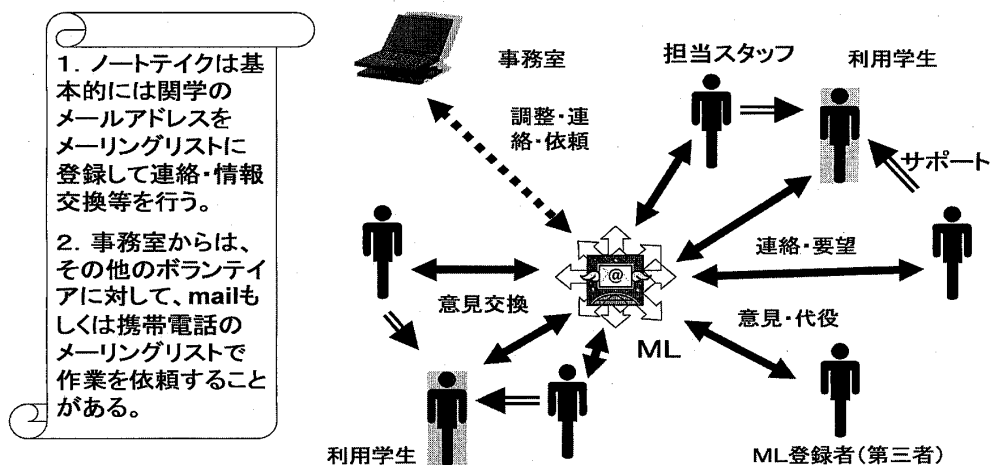 1. ノートテイクは基
本的には関学の
メールアドレスを
メーリングリストに
登録して連絡・情報
交換等を行う。
2. 事務室からは、
その他のボランテイ
アに対して、mailも
しくは携帯電話の
メーリングリストで
作業を依頼すること
がある。
事務室
担当スタッフ
利用学生
調整・連
絡・依頼
サポート
連絡・要望
意見交換
@
意見・代役
ML
利用学生
ML登録者(第三者)